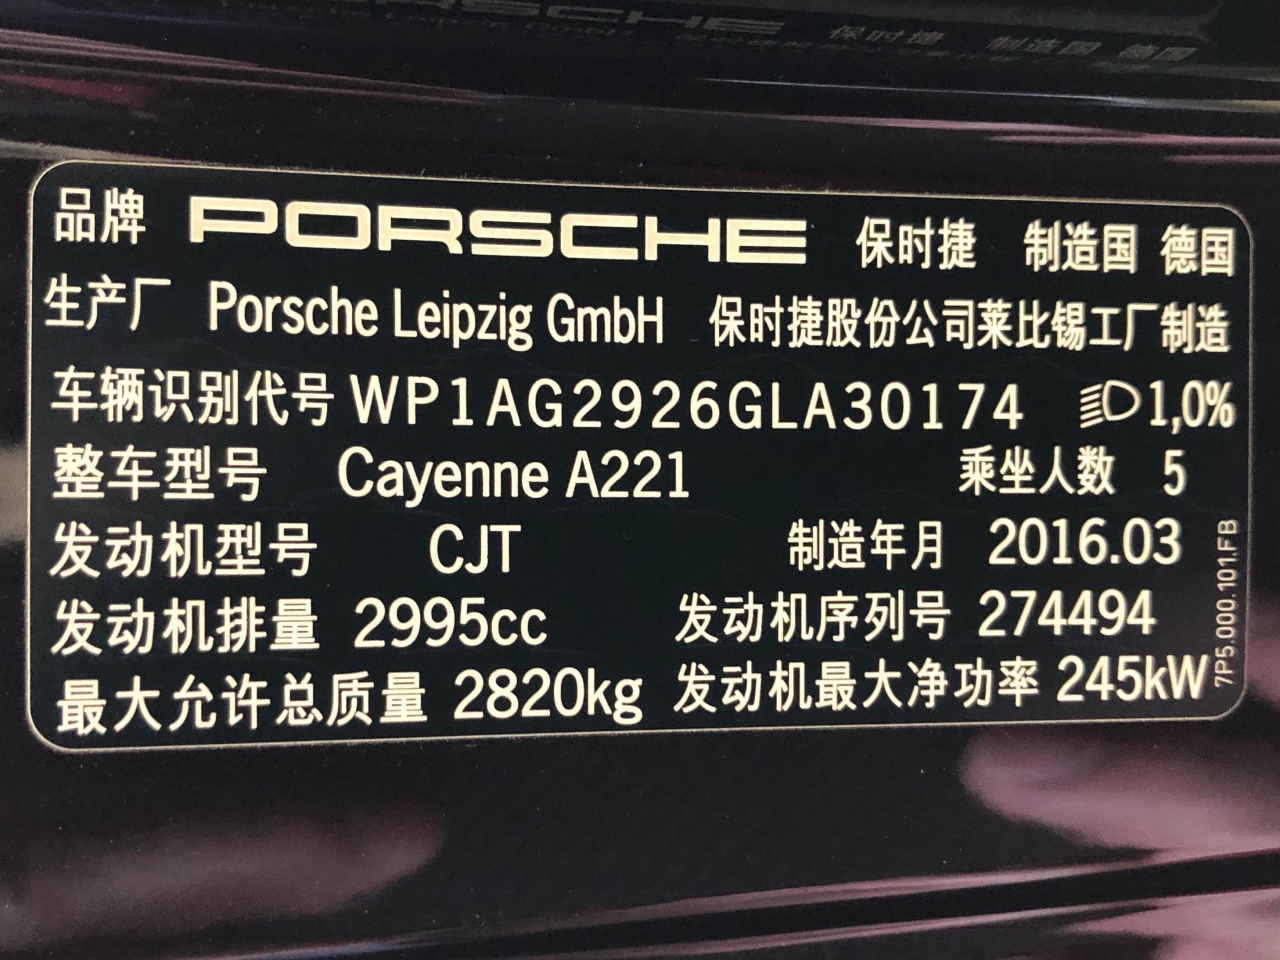 品牌 PORSCHE 保时捷 制造国 德国
生产厂 Porsche Leipzig GmbH 保时捷股份公司莱比锡工厂制造
车辆识别代号 WP1AG2926GLA30174 1,0%
整车型号 Cayenne A221 乘坐人数 5
发动机型号 CJT 制造年月 2016.03
发动机排量 2995cc 发动机序列号 274494
最大允许总质量 2820kg 发动机最大净功率 245kW
7P5.000.101.FB